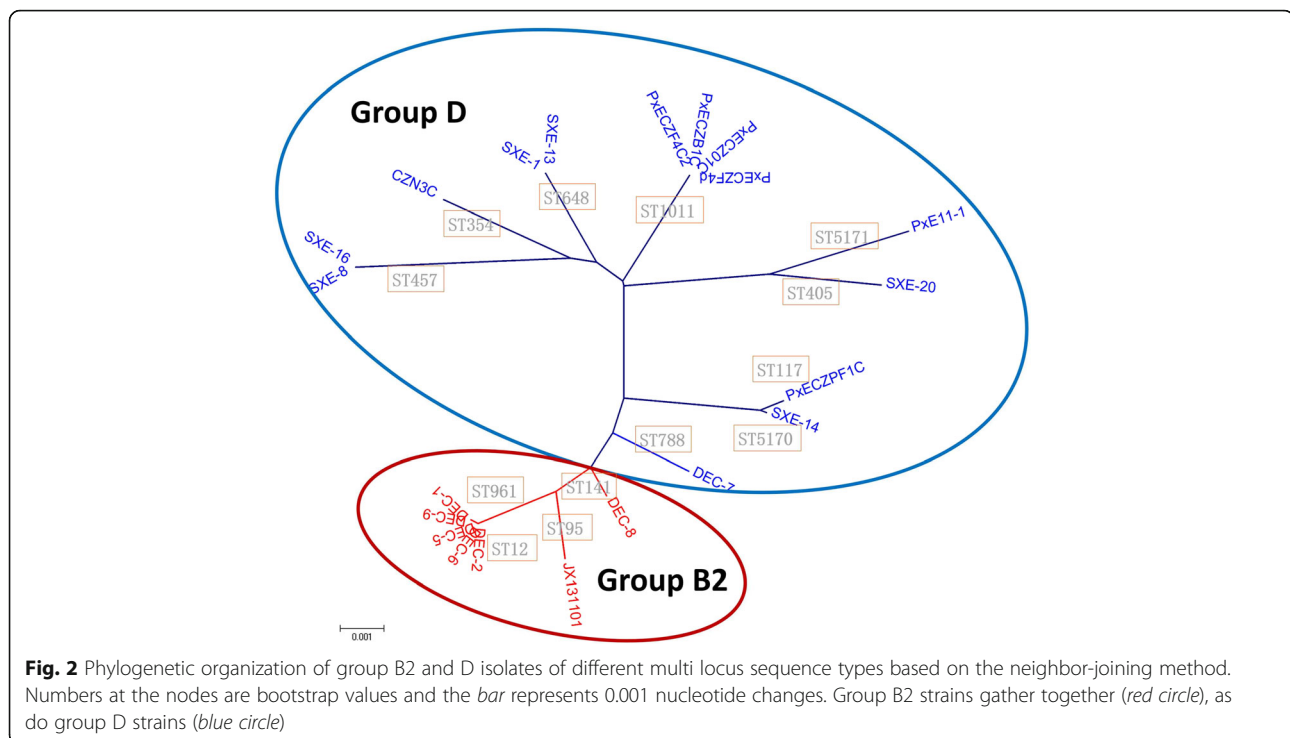 Group D
PxECZF4C2
PxECZB1C
PxECZ01C
PxECZF4d
SXE-13
SXE-1
ST648
CZN3C
ST354
ST1011
SXE-16
SXE-8
ST457
ST5171
PxE11-1
ST405
SXE-20
ST117
PxECZPF1C
SXE-14
ST5170
ST788
DEC-7
ST961
ST141
DEC-8
DEC-1
DEC-9
DEC-2
ST12
ST95
JX131101
Group B2
0.001
Fig. 2 Phylogenetic organization of group B2 and D isolates of different multi locus sequence types based on the neighbor-joining method.
Numbers at the nodes are bootstrap values and the bar represents 0.001 nucleotide changes. Group B2 strains gather together (red circle), as
do group D strains (blue circle)